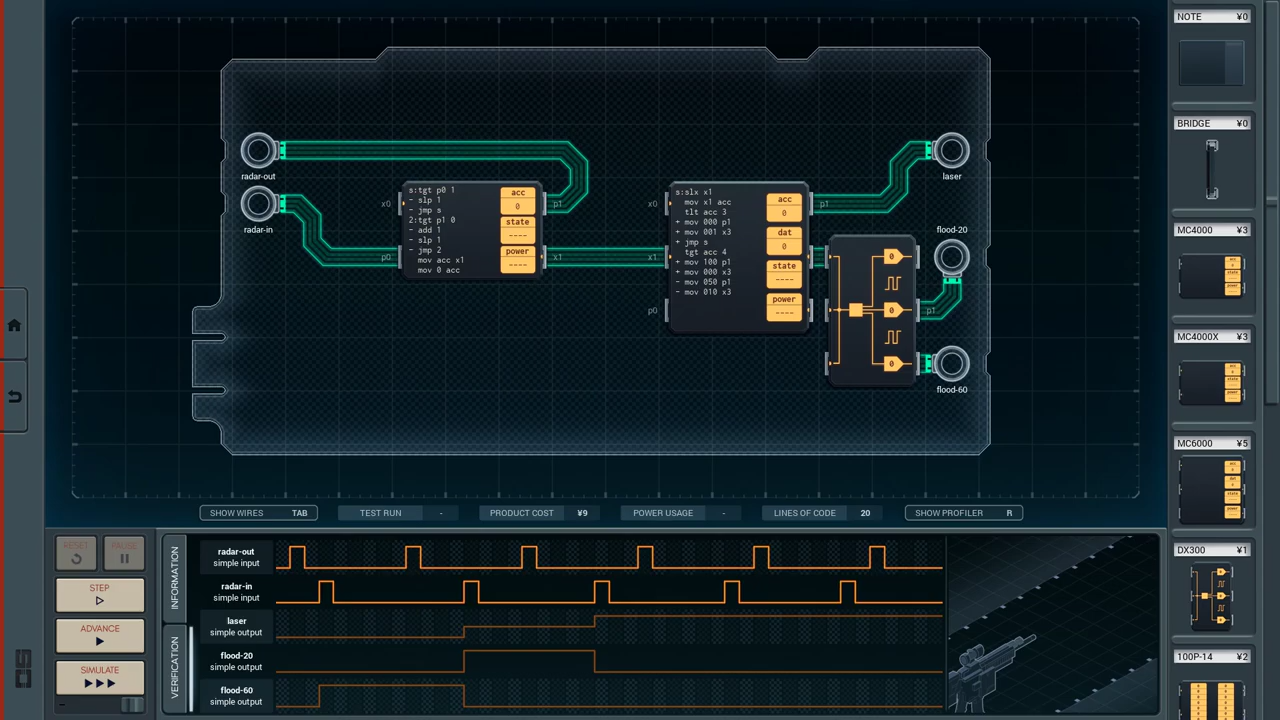 NOTE ¥0
BRIDGE ¥0
MC4000 ¥3
MC4000X ¥3
MC6000 ¥5
DX300 ¥1
100P-14 ¥2
radar-out
radar-in
x0
p0
s:tgt p0 1
- slp 1
- jmp s
2:tgt p1 0
- add 1
- slp 1
jmp 2
mov acc x1
mov 0 acc
acc
0
state
----
power
----
p1
x1
x0
x1
p0
s:slx x1
mov x1 acc
tlt acc 3
+ mov 000 p1
+ mov 001 x3
+ jmp s
tgt acc 4
+ mov 100 p1
+ mov 000 x3
- mov 050 p1
- mov 010 x3
acc
0
dat
0
state
----
power
----
p1
0
0
0
p1
laser
flood-20
flood-60
SHOW WIRES TAB
TEST RUN -
PRODUCT COST ¥9
POWER USAGE -
LINES OF CODE 20
SHOW PROFILER R
RESET
PAUSE
STEP
ADVANCE
SIMULATE
INFORMATION
VERIFICATION
radar-out
simple input
radar-in
simple input
laser
simple output
flood-20
simple output
flood-60
simple output